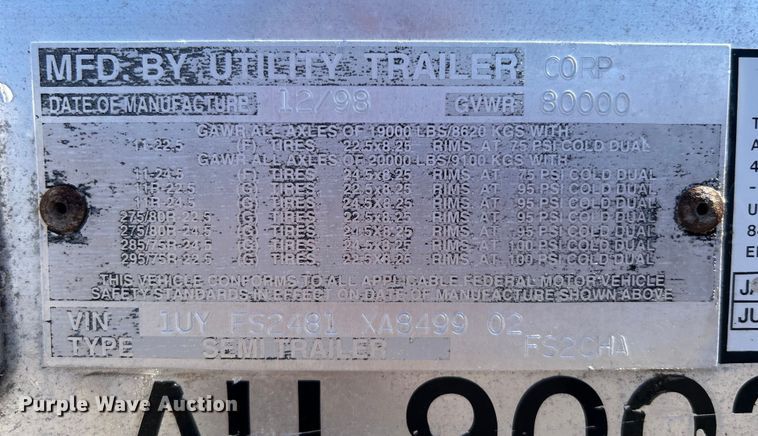 MFD. BY UTILITY TRAILER CORP.
DATE OF MANUFACTURE 12/98 GVWR 80000
GAWR ALL AXLES OF 19000 LBS/8620 KGS WITH
11-22.5 (F) TIRES 22.5x8.25 RIMS AT 75 PSI COLD DUAL
GAWR ALL AXLES OF 20000 LBS/9100 KGS WITH
11-24.5 (F) TIRES 24.5x8.25 RIMS AT 75 PSI COLD DUAL
11R-22.5 (G) TIRES 22.5x8.25 RIMS AT 95 PSI COLD DUAL
11R-24.5 (G) TIRES 24.5x8.25 RIMS AT 95 PSI COLD DUAL
275/80R-22.5 (G) TIRES 22.5x8.25 RIMS AT 95 PSI COLD DUAL
275/80R-24.5 (G) TIRES 24.5x8.25 RIMS AT 95 PSI COLD DUAL
285/75R-24.5 (G) TIRES 24.5x8.25 RIMS AT 100 PSI COLD DUAL
295/75R-22.5 (G) TIRES 22.5x8.25 RIMS AT 100 PSI COLD DUAL
THIS VEHICLE CONFORMS TO ALL APPLICABLE FEDERAL MOTOR VEHICLE
SAFETY STANDARDS IN EFFECT ON DATE OF MANUFACTURE SHOWN ABOVE
VIN 1UY FS2481 XA8499 02
TYPE SEMI TRAILER FS2CHA
Purple Wave Auction